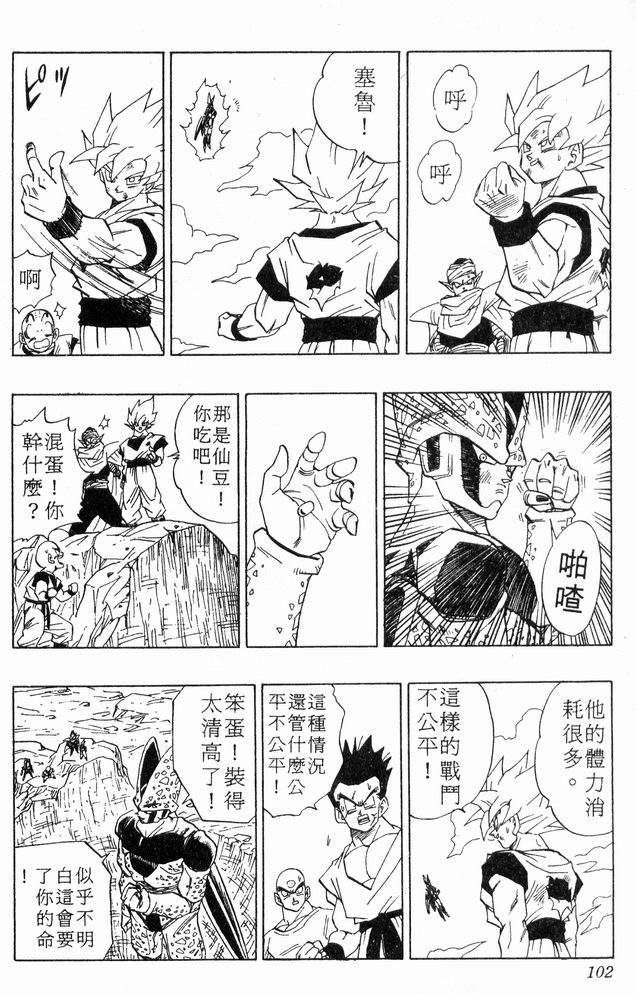 呼
呼
塞魯！
ピッ
啊
啪喳
那是仙豆！
你吃吧！
混蛋！你
幹什麼？
他的體力消
耗很多。
這樣的戰鬥
不公平！
這種情況
還管什麼公
平不公平！
笨蛋！裝得
太清高了！
似乎不明
白這會要
了你的命
！
102